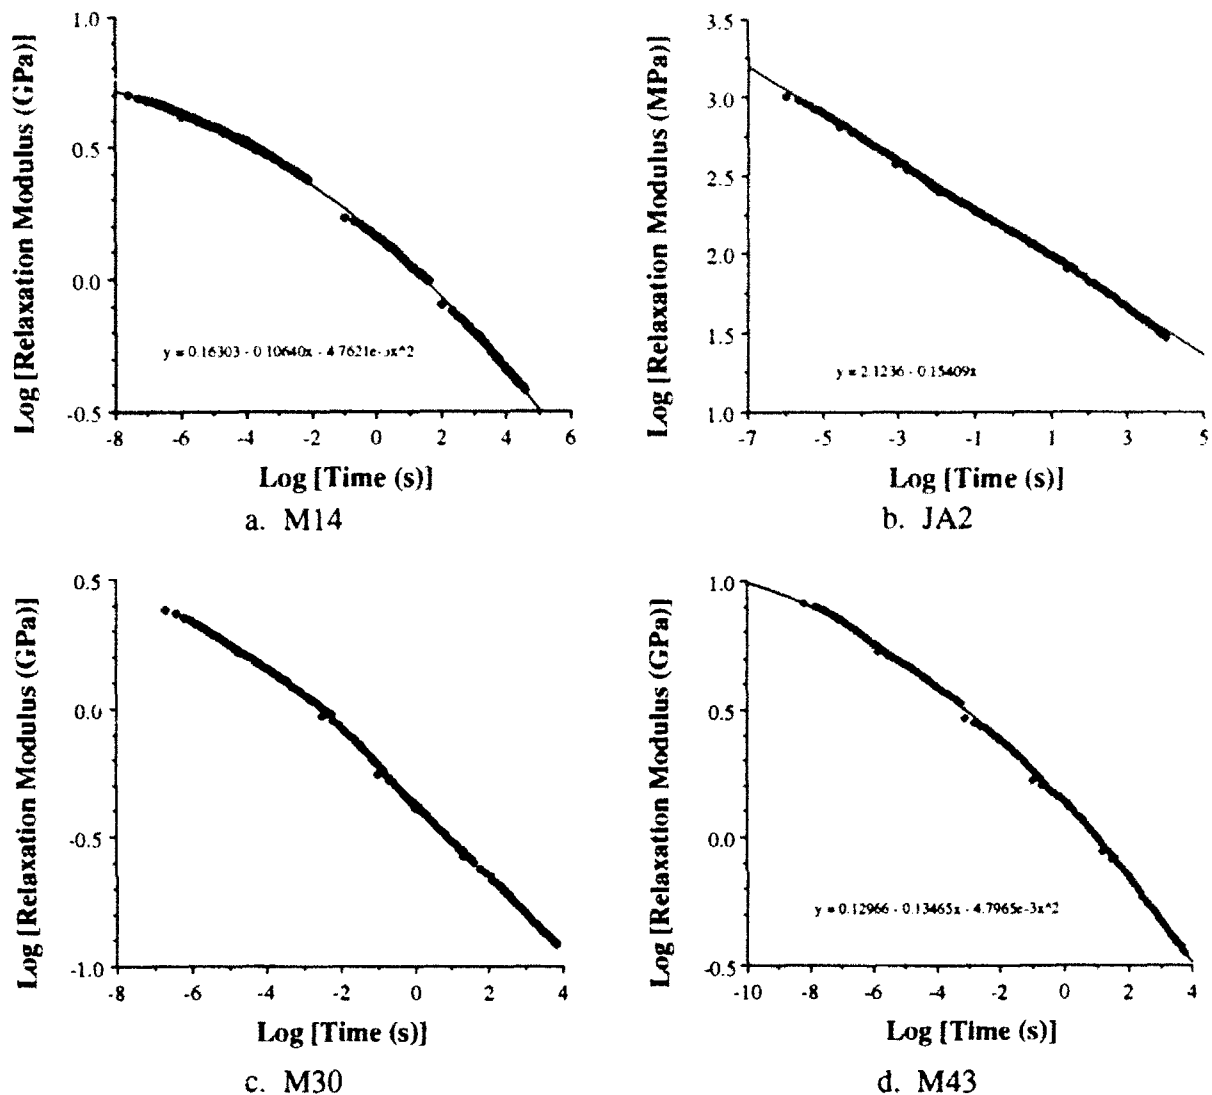 Log [Relaxation Modulus (GPa)]
1.0
0.5
0.0
-0.5
y = 0.16303 - 0.10640x - 4.7621e-3x^2
-8 -6 -4 -2 0 2 4 6
Log [Time (s)]
a. M14
Log [Relaxation Modulus (MPa)]
3.5
3.0
2.5
2.0
1.5
1.0
y = 2.1236 - 0.15409x
-7 -5 -3 -1 1 3 5
Log [Time (s)]
b. JA2
Log [Relaxation Modulus (GPa)]
0.5
0.0
-0.5
-1.0
-8 -6 -4 -2 0 2 4
Log [Time (s)]
c. M30
Log [Relaxation Modulus (GPa)]
1.0
0.5
0.0
-0.5
y = 0.12966 - 0.13465x - 4.7965e-3x^2
-10 -8 -6 -4 -2 0 2 4
Log [Time (s)]
d. M43